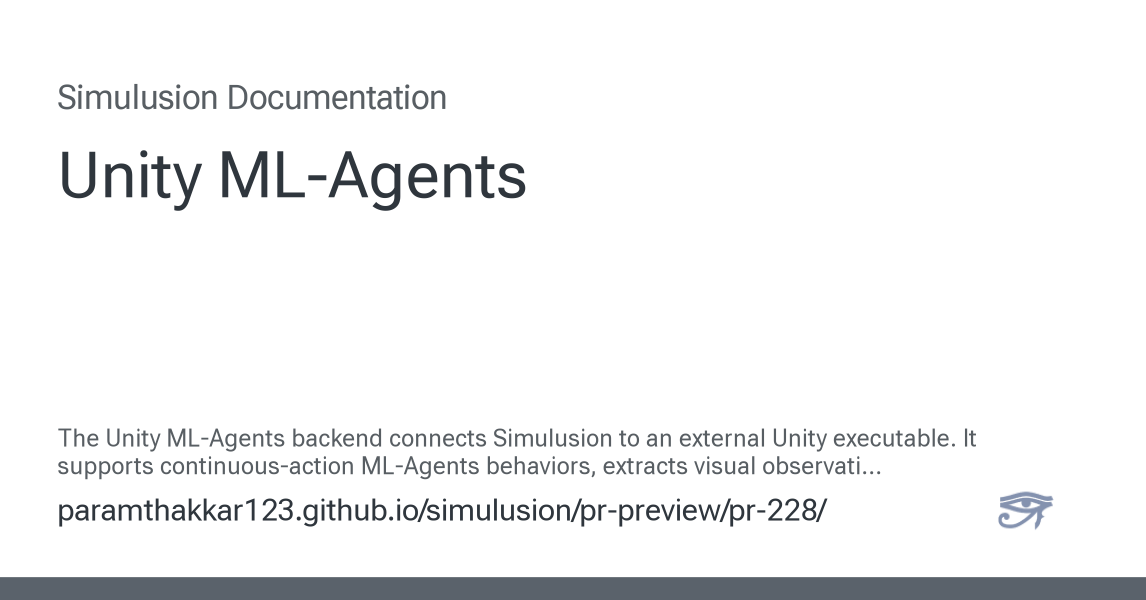 Simulusion Documentation
Unity ML-Agents
The Unity ML-Agents backend connects Simulusion to an external Unity executable. It
supports continuous-action ML-Agents behaviors, extracts visual observati...
paramthakkar123.github.io/simulusion/pr-preview/pr-228/